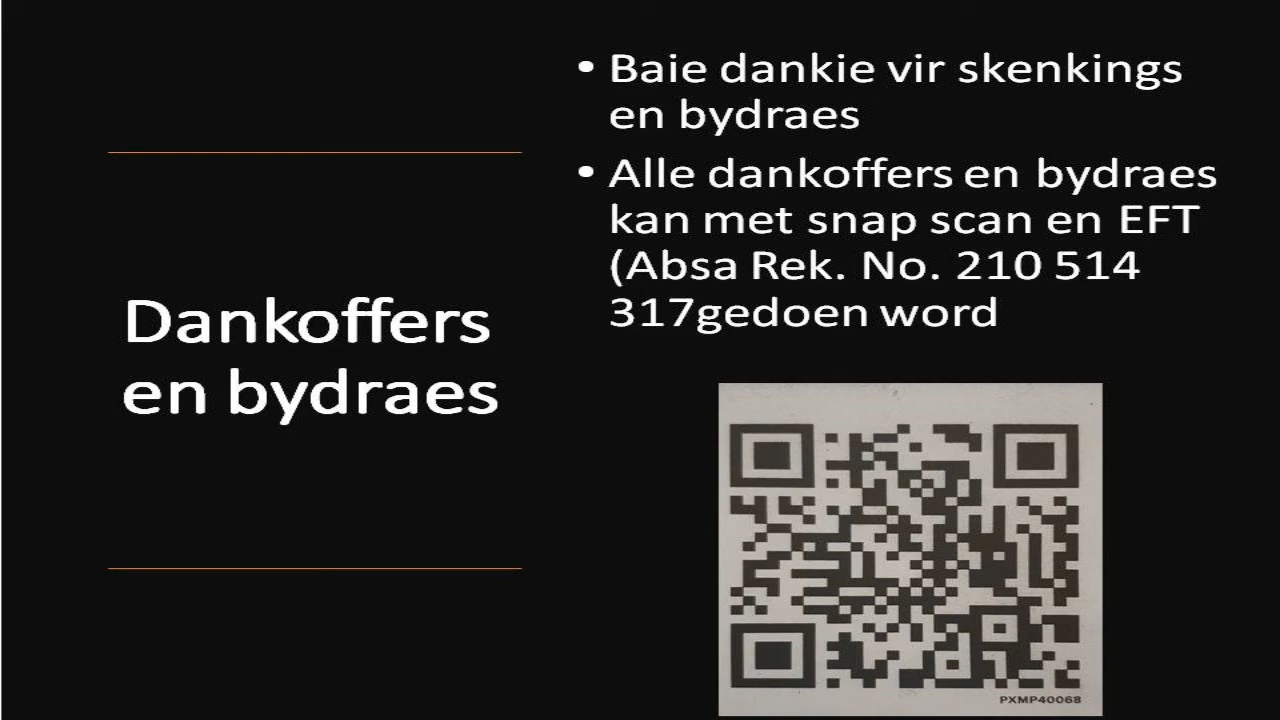 Dankoffers
en bydraes
• Baie dankie vir skenkings
en bydraes
• Alle dankoffers en bydraes
kan met snap scan en EFT
(Absa Rek. No. 210 514
317gedoen word
PXMP40068